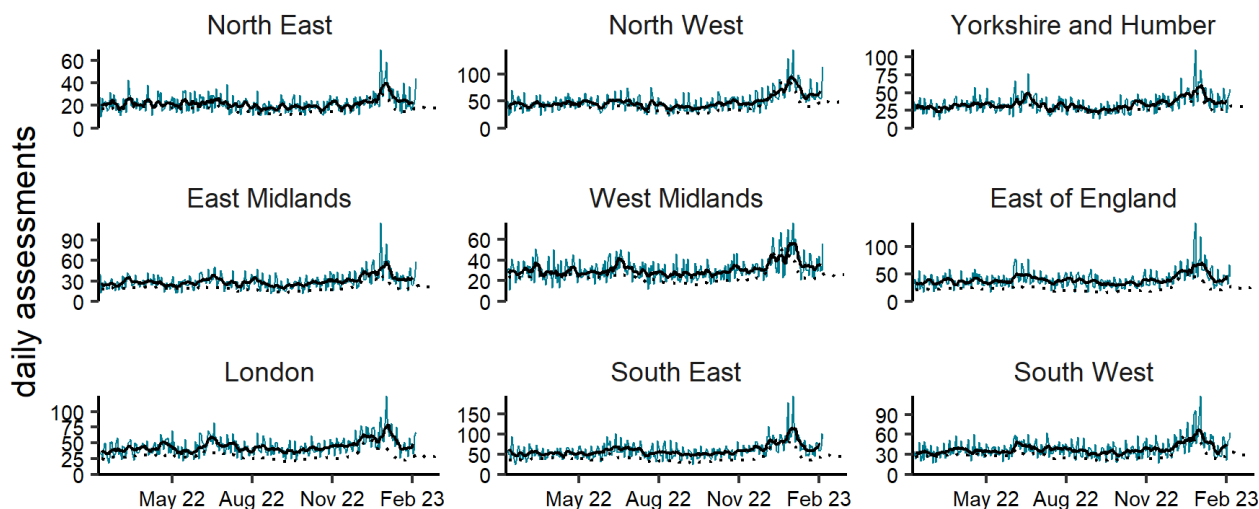 daily assessments
North East
60
40
20
0
North West
100
50
0
Yorkshire and Humber
100
75
50
25
0
East Midlands
90
60
30
0
West Midlands
60
40
20
0
East of England
100
50
0
London
100
75
50
25
0
May 22 Aug 22 Nov 22 Feb 23
South East
150
100
50
0
May 22 Aug 22 Nov 22 Feb 23
South West
90
60
30
0
May 22 Aug 22 Nov 22 Feb 23